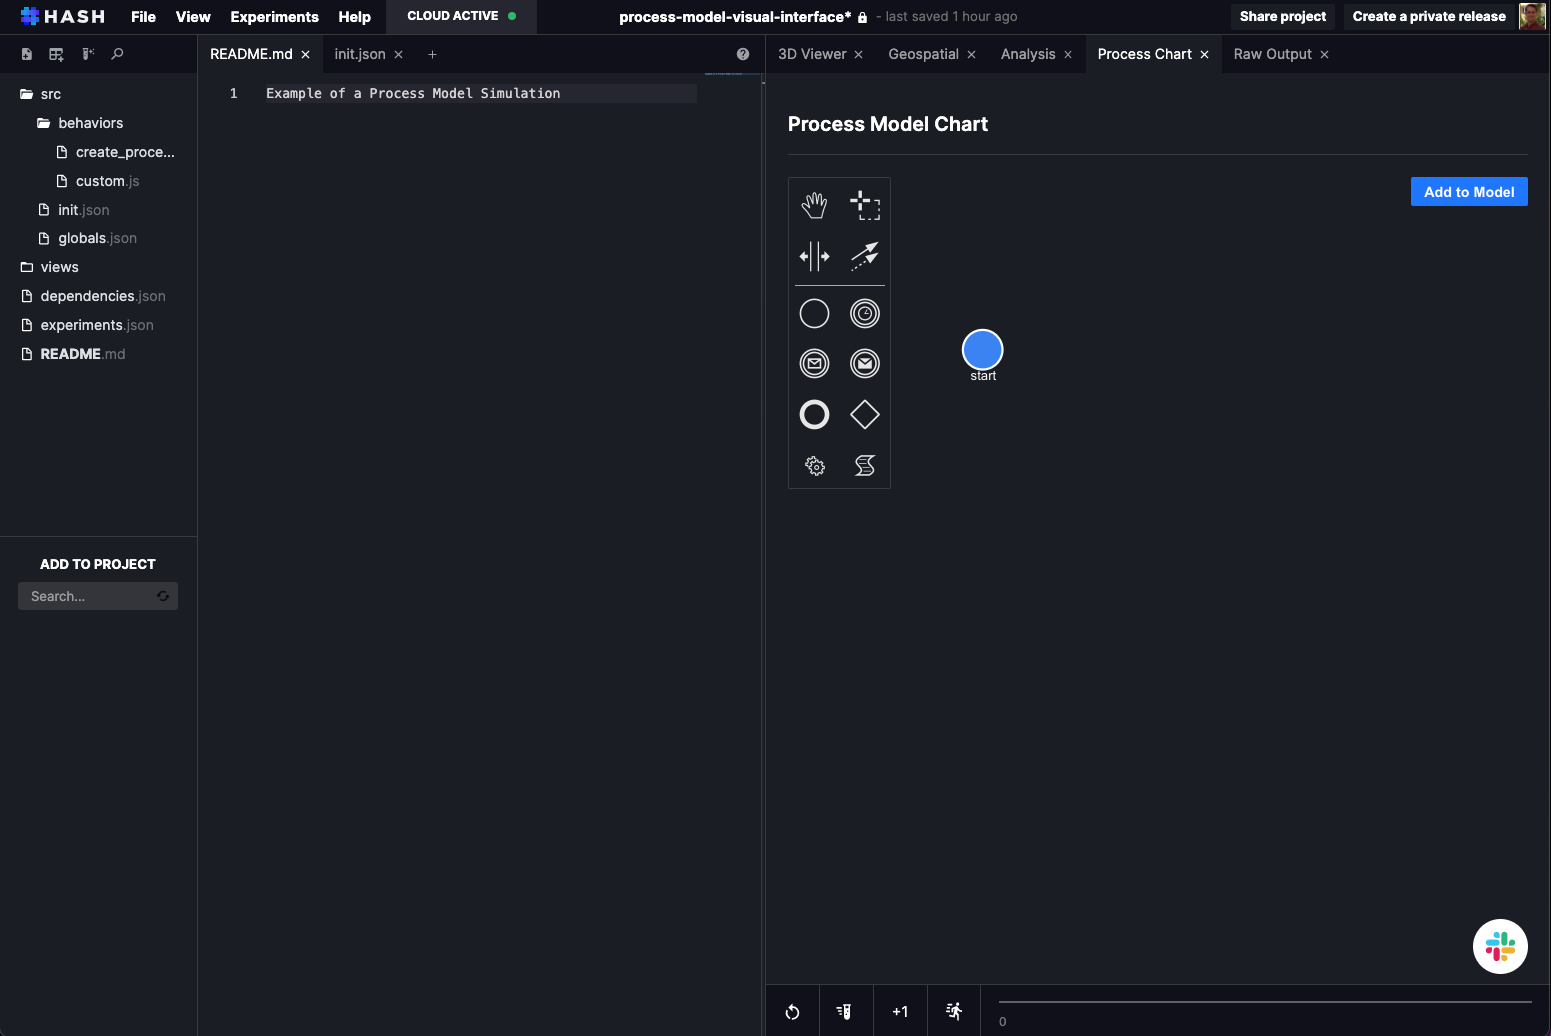 HASH File View Experiments Help CLOUD ACTIVE process-model-visual-interface* - last saved 1 hour ago Share project Create a private release
README.md init.json + 3D Viewer Geospatial Analysis Process Chart Raw Output
src
behaviors
create_proce...
custom.js
init.json
globals.json
views
dependencies.json
experiments.json
README.md
ADD TO PROJECT
Search...
1 Example of a Process Model Simulation
Process Model Chart
Add to Model
start
+1
0